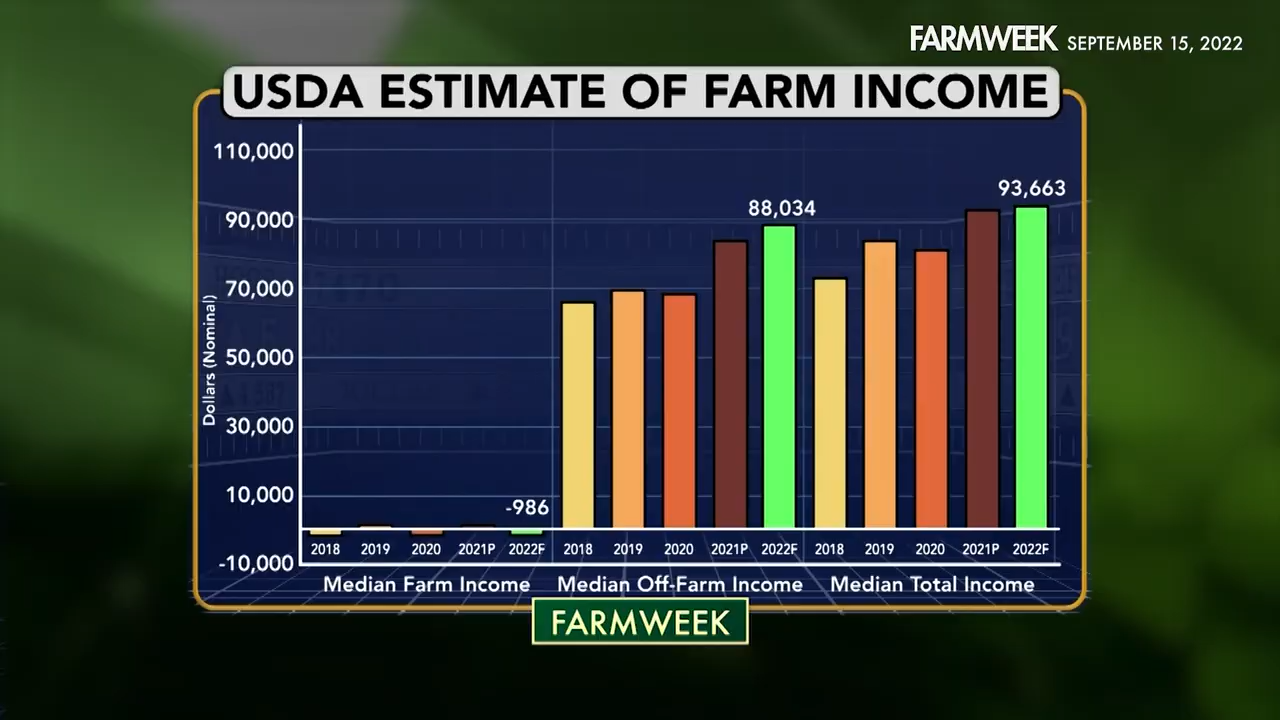 FARMWEEK SEPTEMBER 15, 2022
USDA ESTIMATE OF FARM INCOME
110,000
90,000
70,000
50,000
30,000
10,000
-10,000
Dollars (Nominal)
-986
88,034
93,663
2018 2019 2020 2021P 2022F 2018 2019 2020 2021P 2022F 2018 2019 2020 2021P 2022F
Median Farm Income Median Off-Farm Income Median Total Income
FARMWEEK